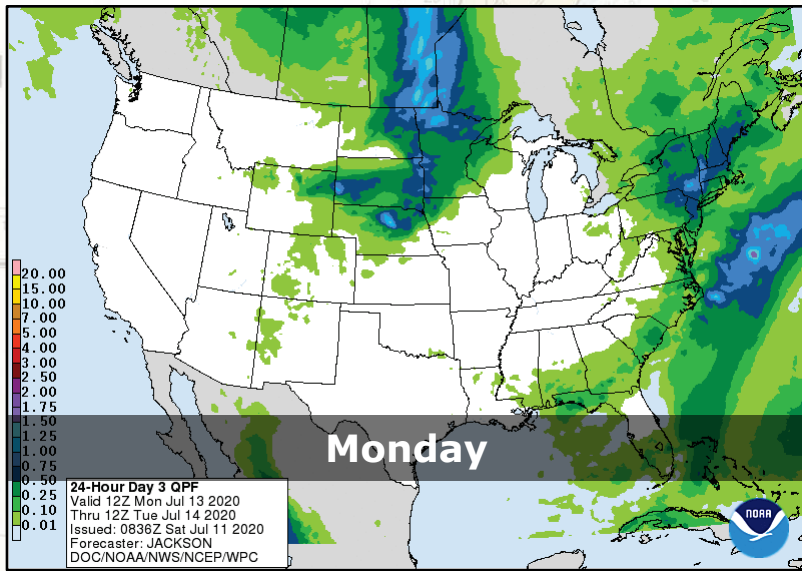 20.00
15.00
10.00
7.00
5.00
4.00
3.00
2.50
2.00
1.75
1.50
1.25
1.00
0.75
0.50
0.25
0.10
0.01
Monday
24-Hour Day 3 QPF
Valid 12Z Mon Jul 13 2020
Thru 12Z Tue Jul 14 2020
Issued: 0836Z Sat Jul 11 2020
Forecaster: JACKSON
DOC/NOAA/NWS/NCEP/WPC
NOAA